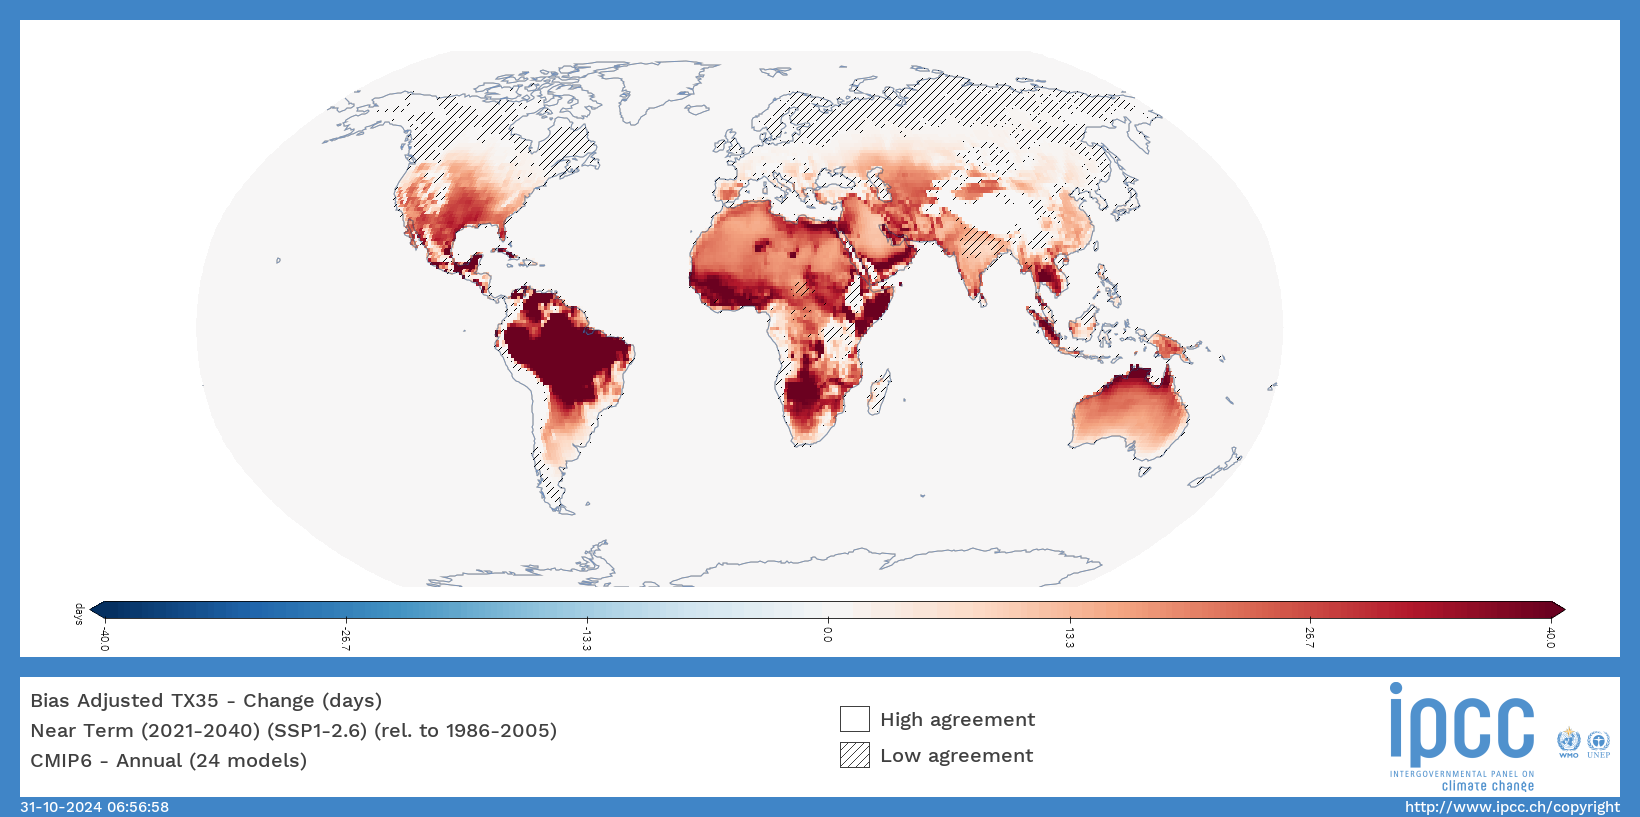 days
-40.0 -26.7 -13.3 0.0 13.3 26.7 40.0
Bias Adjusted TX35 - Change (days)
Near Term (2021-2040) (SSP1-2.6) (rel. to 1986-2005)
CMIP6 - Annual (24 models)
High agreement
Low agreement
ipcc
INTERGOVERNMENTAL PANEL ON
climate change
WMO
UNEP
31-10-2024 06:56:58
http://www.ipcc.ch/copyright